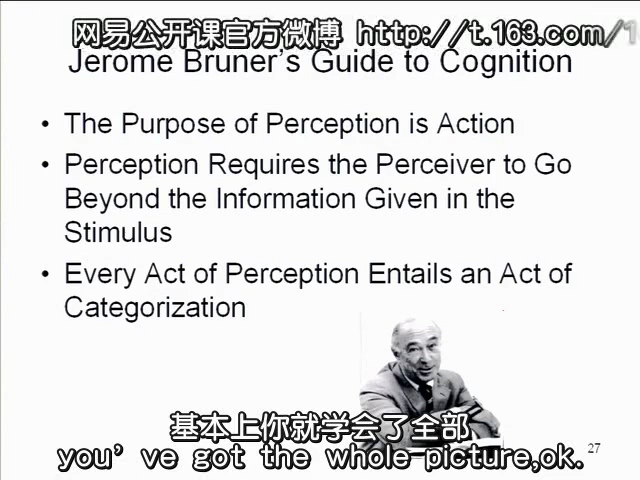 网易公开课官方微博 http://t.163.com/1
Jerome Bruner's Guide to Cognition
• The Purpose of Perception is Action
• Perception Requires the Perceiver to Go
Beyond the Information Given in the
Stimulus
• Every Act of Perception Entails an Act of
Categorization
基本上你就学会了全部
27
you've got the whole picture,ok.